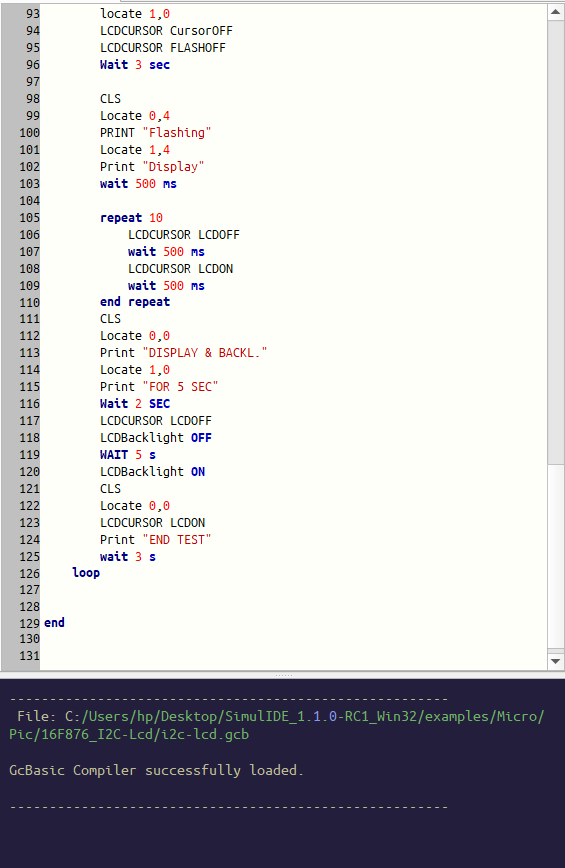 93 locate 1,0
94 LCDCURSOR CursorOFF
95 LCDCURSOR FLASHOFF
96 Wait 3 sec
97
98 CLS
99 Locate 0,4
100 PRINT "Flashing"
101 Locate 1,4
102 Print "Display"
103 wait 500 ms
104
105 repeat 10
106 LCDCURSOR LCDOFF
107 wait 500 ms
108 LCDCURSOR LCDON
109 wait 500 ms
110 end repeat
111 CLS
112 Locate 0,0
113 Print "DISPLAY & BACKL."
114 Locate 1,0
115 Print "FOR 5 SEC"
116 Wait 2 SEC
117 LCDCURSOR LCDOFF
118 LCDBacklight OFF
119 WAIT 5 s
120 LCDBacklight ON
121 CLS
122 Locate 0,0
123 LCDCURSOR LCDON
124 Print "END TEST"
125 wait 3 s
126 loop
127
128
129 end
130
131
-------------------------------------------------------
File: C:/Users/hp/Desktop/SimulIDE_1.1.0-RC1_Win32/examples/Micro/
Pic/16F876_I2C-Lcd/i2c-lcd.gcb
GcBasic Compiler successfully loaded.
-------------------------------------------------------